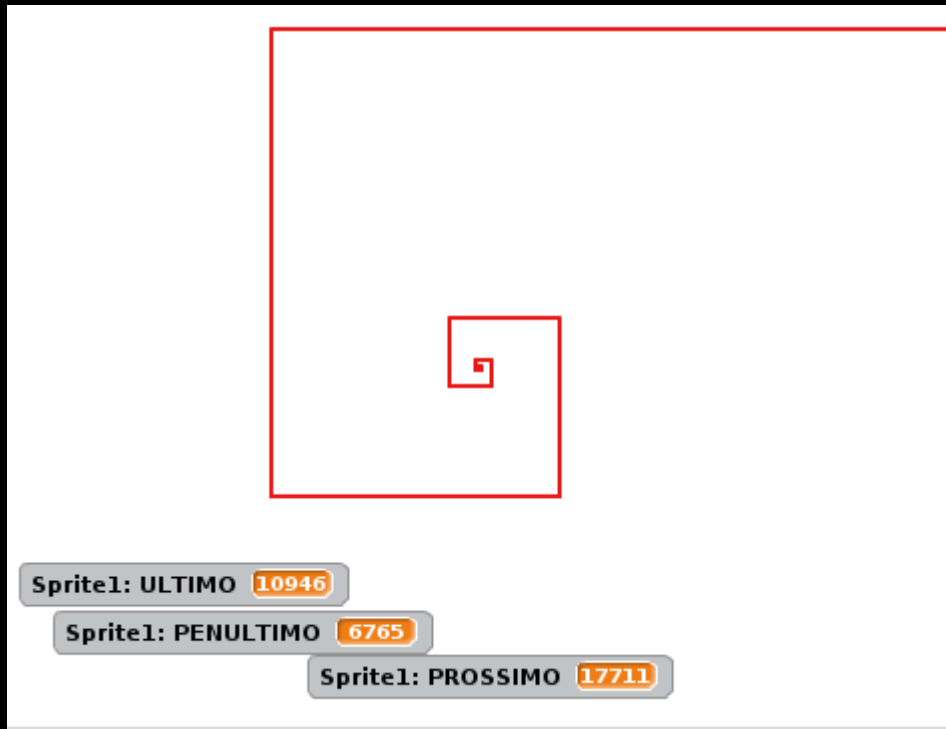 Sprite1: ULTIMO 10946
Sprite1: PENULTIMO 6765
Sprite1: PROSSIMO 17711